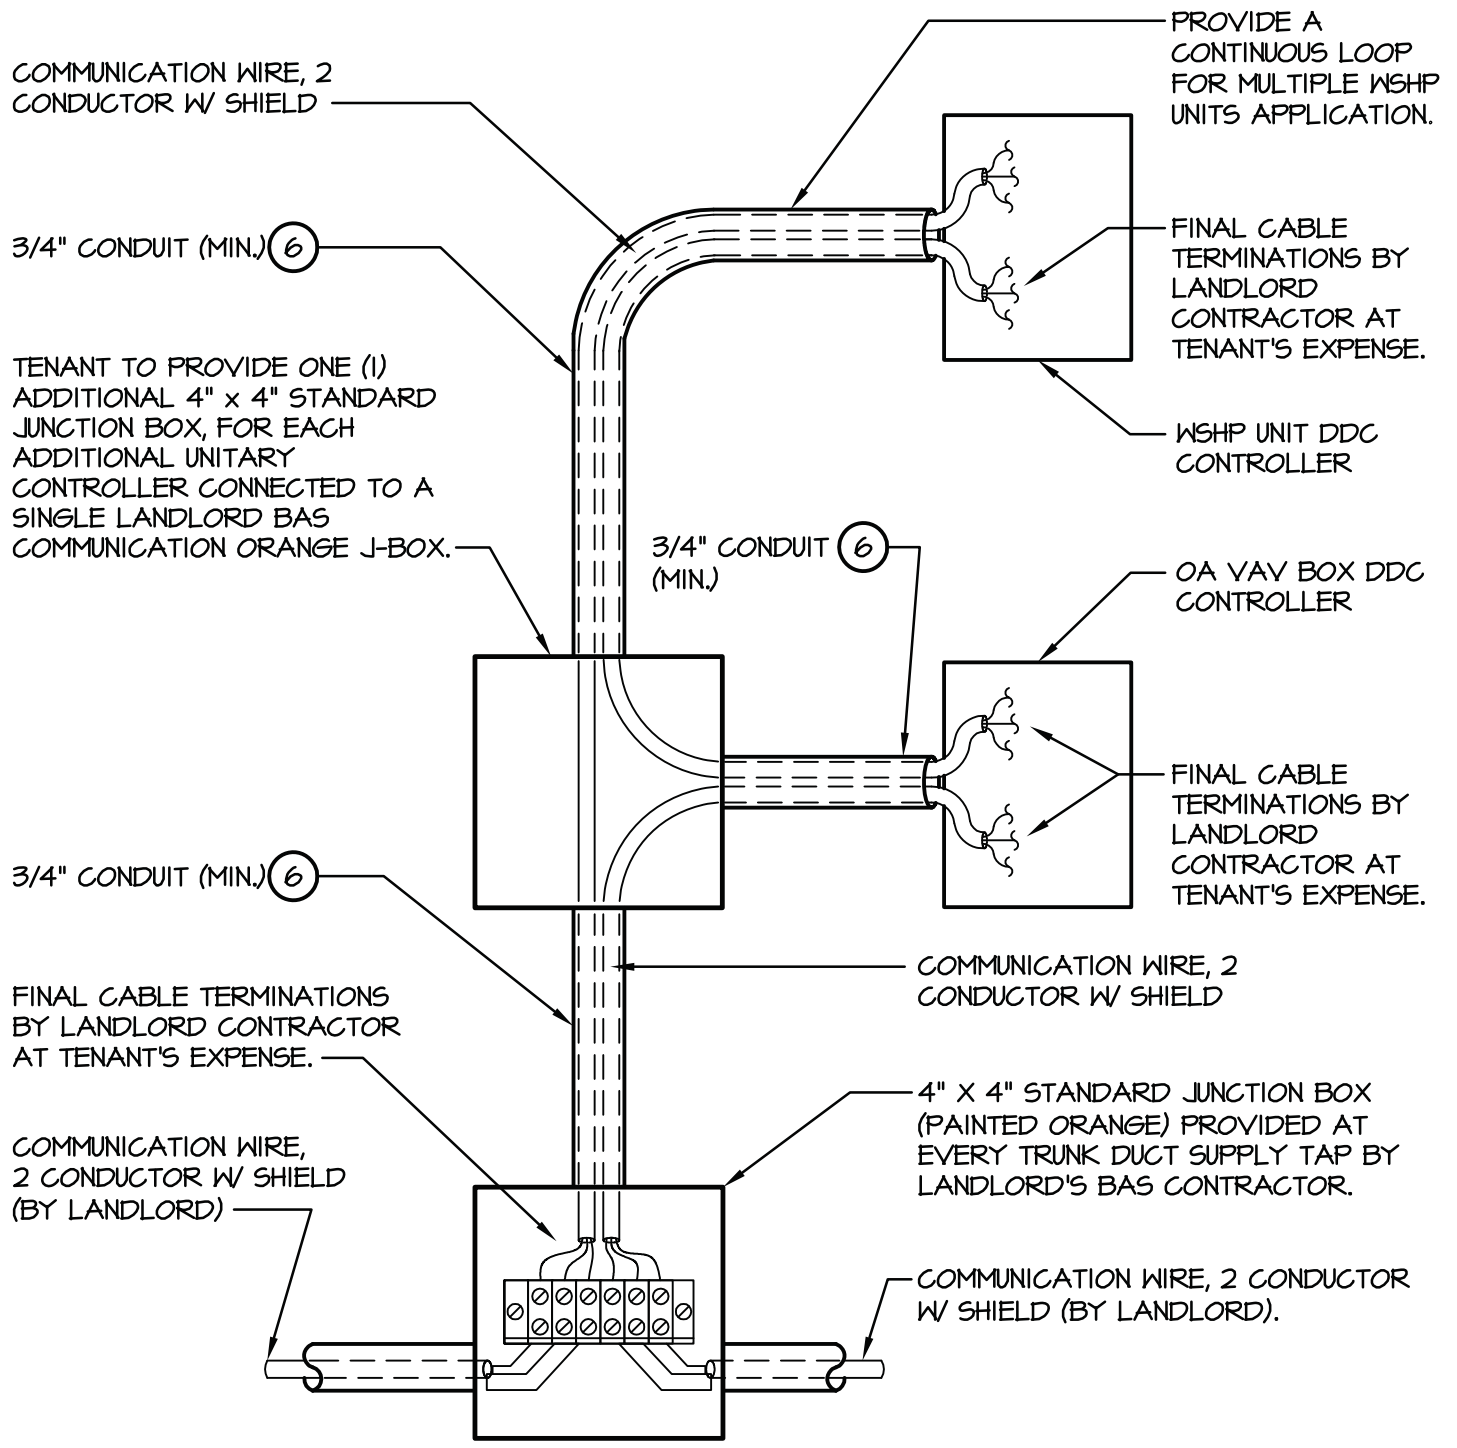 PROVIDE A
CONTINUOUS LOOP
FOR MULTIPLE WSHP
UNITS APPLICATION.
COMMUNICATION WIRE, 2
CONDUCTOR W/ SHIELD
3/4" CONDUIT (MIN.) 6
FINAL CABLE
TERMINATIONS BY
LANDLORD
CONTRACTOR AT
TENANT'S EXPENSE.
TENANT TO PROVIDE ONE (1)
ADDITIONAL 4" x 4" STANDARD
JUNCTION BOX, FOR EACH
ADDITIONAL UNITARY
CONTROLLER CONNECTED TO A
SINGLE LANDLORD BAS
COMMUNICATION ORANGE J-BOX.
WSHP UNIT DDC
CONTROLLER
3/4" CONDUIT 6
(MIN.)
OA VAV BOX DDC
CONTROLLER
FINAL CABLE
TERMINATIONS BY
LANDLORD
CONTRACTOR AT
TENANT'S EXPENSE.
3/4" CONDUIT (MIN.) 6
COMMUNICATION WIRE, 2
CONDUCTOR W/ SHIELD
FINAL CABLE TERMINATIONS
BY LANDLORD CONTRACTOR
AT TENANT'S EXPENSE.
4" X 4" STANDARD JUNCTION BOX
(PAINTED ORANGE) PROVIDED AT
EVERY TRUNK DUCT SUPPLY TAP BY
LANDLORD'S BAS CONTRACTOR.
COMMUNICATION WIRE,
2 CONDUCTOR W/ SHIELD
(BY LANDLORD)
COMMUNICATION WIRE, 2 CONDUCTOR
W/ SHIELD (BY LANDLORD).